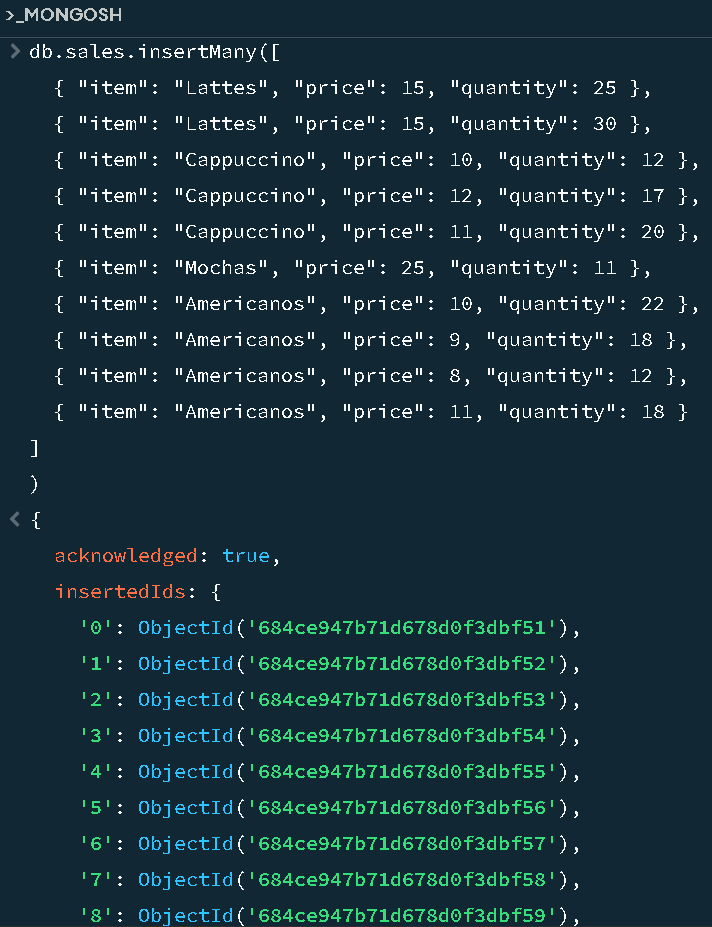 >_MONGOSH
> db.sales.insertMany([
{ "item": "Lattes", "price": 15, "quantity": 25 },
{ "item": "Lattes", "price": 15, "quantity": 30 },
{ "item": "Cappuccino", "price": 10, "quantity": 12 },
{ "item": "Cappuccino", "price": 12, "quantity": 17 },
{ "item": "Cappuccino", "price": 11, "quantity": 20 },
{ "item": "Mochas", "price": 25, "quantity": 11 },
{ "item": "Americanos", "price": 10, "quantity": 22 },
{ "item": "Americanos", "price": 9, "quantity": 18 },
{ "item": "Americanos", "price": 8, "quantity": 12 },
{ "item": "Americanos", "price": 11, "quantity": 18 }
]
)
< {
acknowledged: true,
insertedIds: {
'0': ObjectId('684ce947b71d678d0f3dbf51'),
'1': ObjectId('684ce947b71d678d0f3dbf52'),
'2': ObjectId('684ce947b71d678d0f3dbf53'),
'3': ObjectId('684ce947b71d678d0f3dbf54'),
'4': ObjectId('684ce947b71d678d0f3dbf55'),
'5': ObjectId('684ce947b71d678d0f3dbf56'),
'6': ObjectId('684ce947b71d678d0f3dbf57'),
'7': ObjectId('684ce947b71d678d0f3dbf58'),
'8': ObjectId('684ce947b71d678d0f3dbf59'),